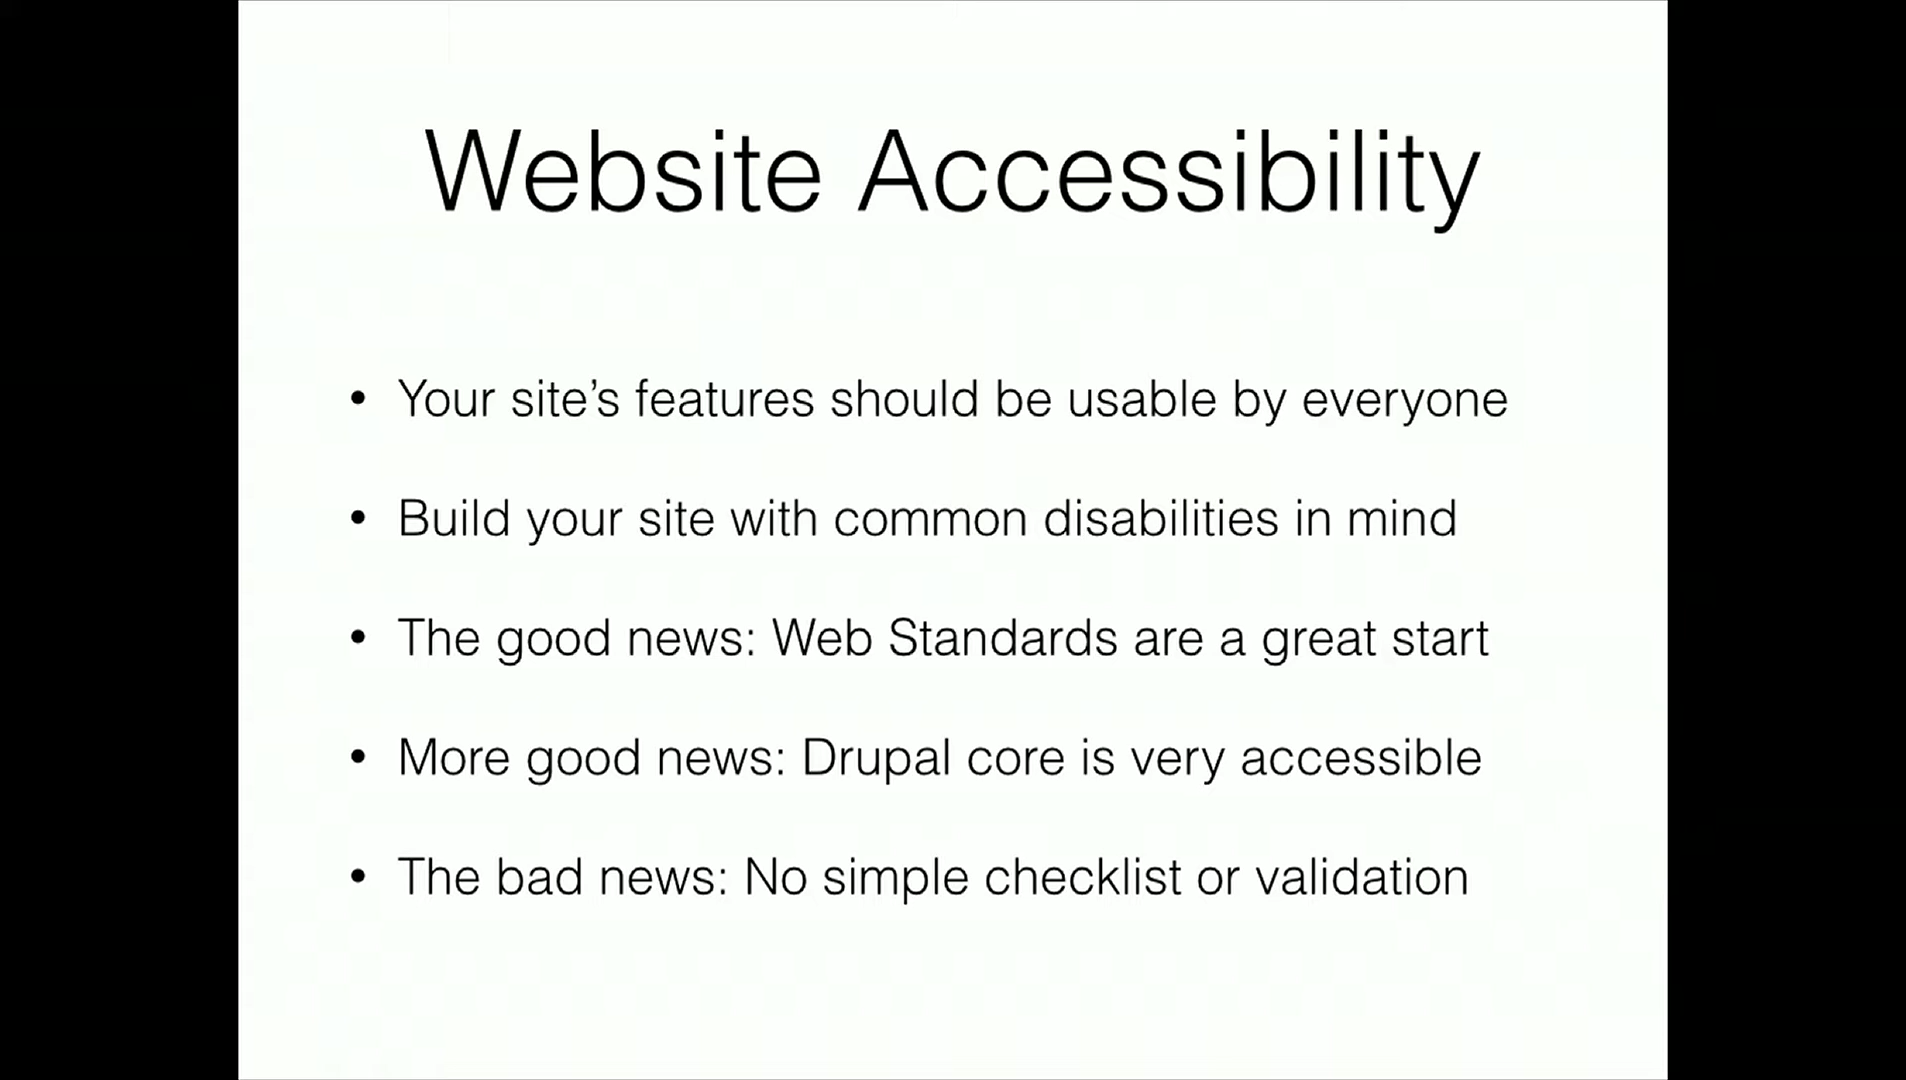 Website Accessibility
• Your site’s features should be usable by everyone
• Build your site with common disabilities in mind
• The good news: Web Standards are a great start
• More good news: Drupal core is very accessible
• The bad news: No simple checklist or validation